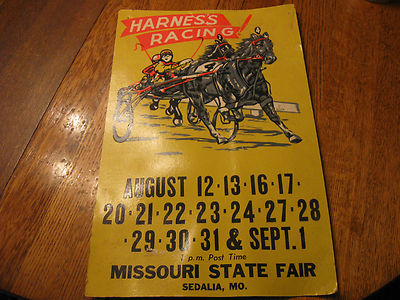 HARNESS
RACING!
AUGUST 12-13-16-17-
20-21-22-23-24-27-28
-29-30-31 & SEPT. 1
1 p.m. Post Time
MISSOURI STATE FAIR
SEDALIA, MO.